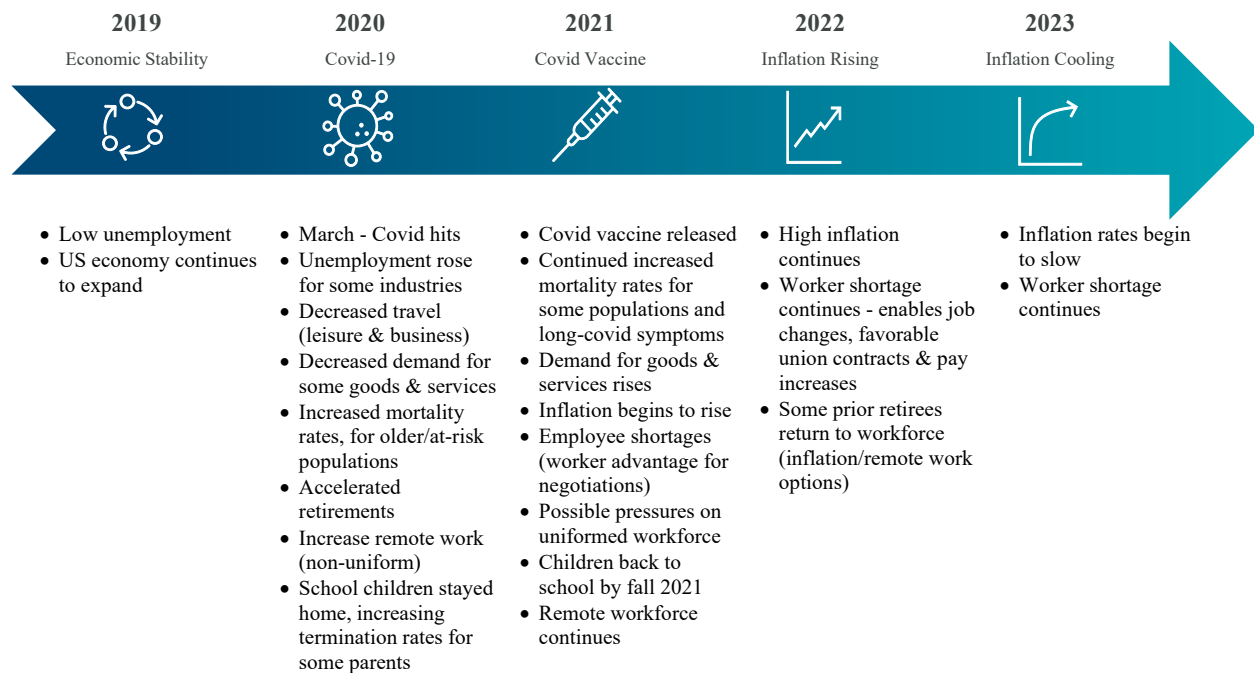 2019
Economic Stability
2020
Covid-19
2021
Covid Vaccine
2022
Inflation Rising
2023
Inflation Cooling
• Low unemployment
• US economy continues
to expand
• March - Covid hits
• Unemployment rose
for some industries
• Decreased travel
(leisure & business)
• Decreased demand for
some goods & services
• Increased mortality
rates, for older/at-risk
populations
• Accelerated
retirements
• Increase remote work
(non-uniform)
• School children stayed
home, increasing
termination rates for
some parents
• Covid vaccine released
• Continued increased
mortality rates for
some populations and
long-covid symptoms
• Demand for goods &
services rises
• Inflation begins to rise
• Employee shortages
(worker advantage for
negotiations)
• Possible pressures on
uniformed workforce
• Children back to
school by fall 2021
• Remote workforce
continues
• High inflation
continues
• Worker shortage
continues - enables job
changes, favorable
union contracts & pay
increases
• Some prior retirees
return to workforce
(inflation/remote work
options)
• Inflation rates begin
to slow
• Worker shortage
continues